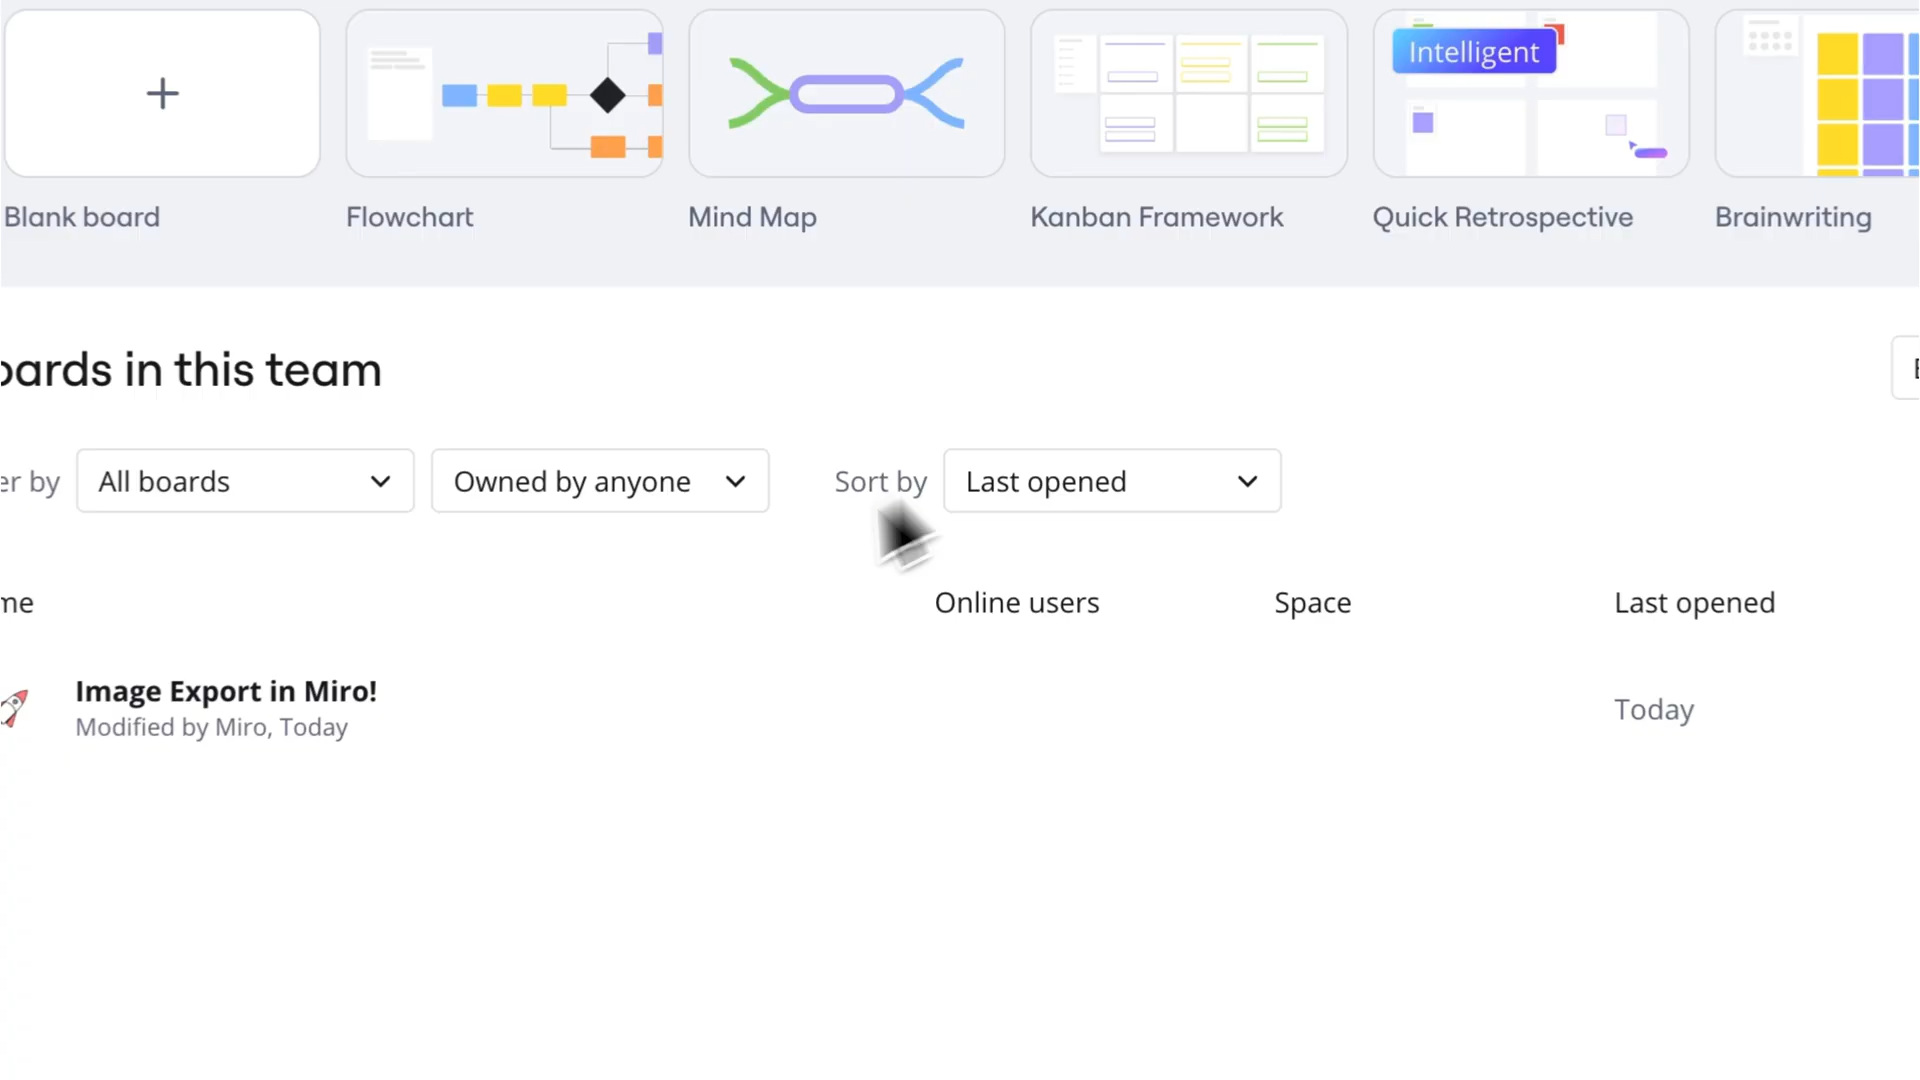 Intelligent
Blank board
Flowchart
Mind Map
Kanban Framework
Quick Retrospective
Brainwriting
oards in this team
er by
All boards
Owned by anyone
Sort by
Last opened
me
Online users
Space
Last opened
Image Export in Miro!
Modified by Miro, Today
Today